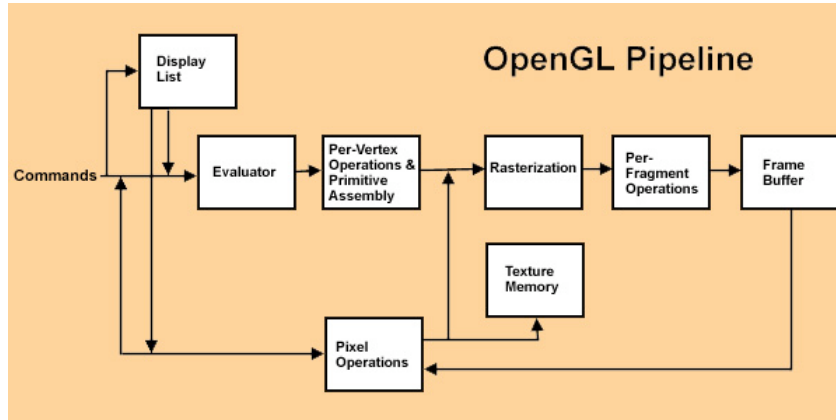 OpenGL Pipeline
Display
List
Commands
Evaluator
Per-Vertex
Operations &
Primitive
Assembly
Rasterization
Per-
Fragment
Operations
Frame
Buffer
Texture
Memory
Pixel
Operations